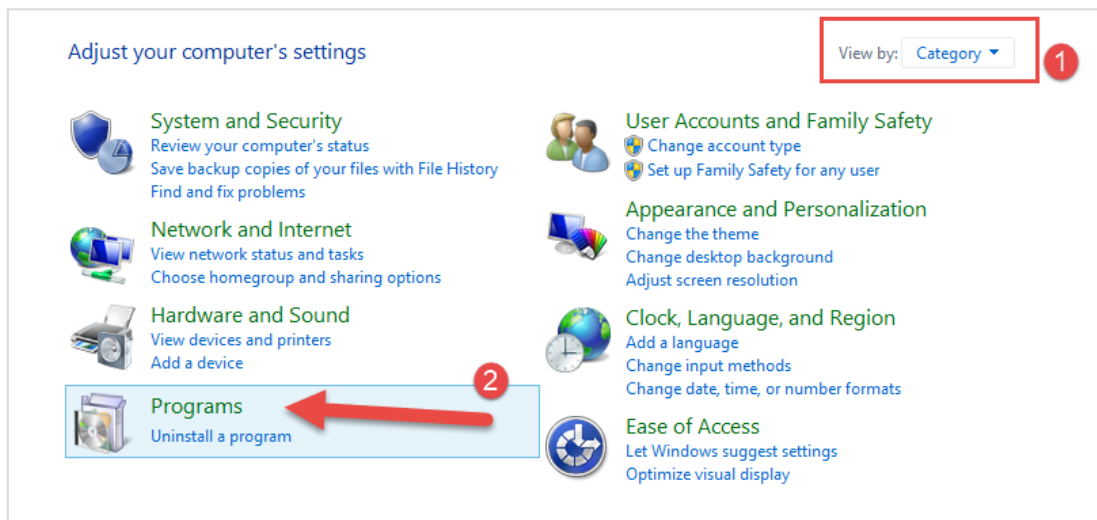 Adjust your computer's settings
View by: Category
1
System and Security
Review your computer's status
Save backup copies of your files with File History
Find and fix problems
Network and Internet
View network status and tasks
Choose homegroup and sharing options
Hardware and Sound
View devices and printers
Add a device
2
Programs
Uninstall a program
User Accounts and Family Safety
Change account type
Set up Family Safety for any user
Appearance and Personalization
Change the theme
Change desktop background
Adjust screen resolution
Clock, Language, and Region
Add a language
Change input methods
Change date, time, or number formats
Ease of Access
Let Windows suggest settings
Optimize visual display